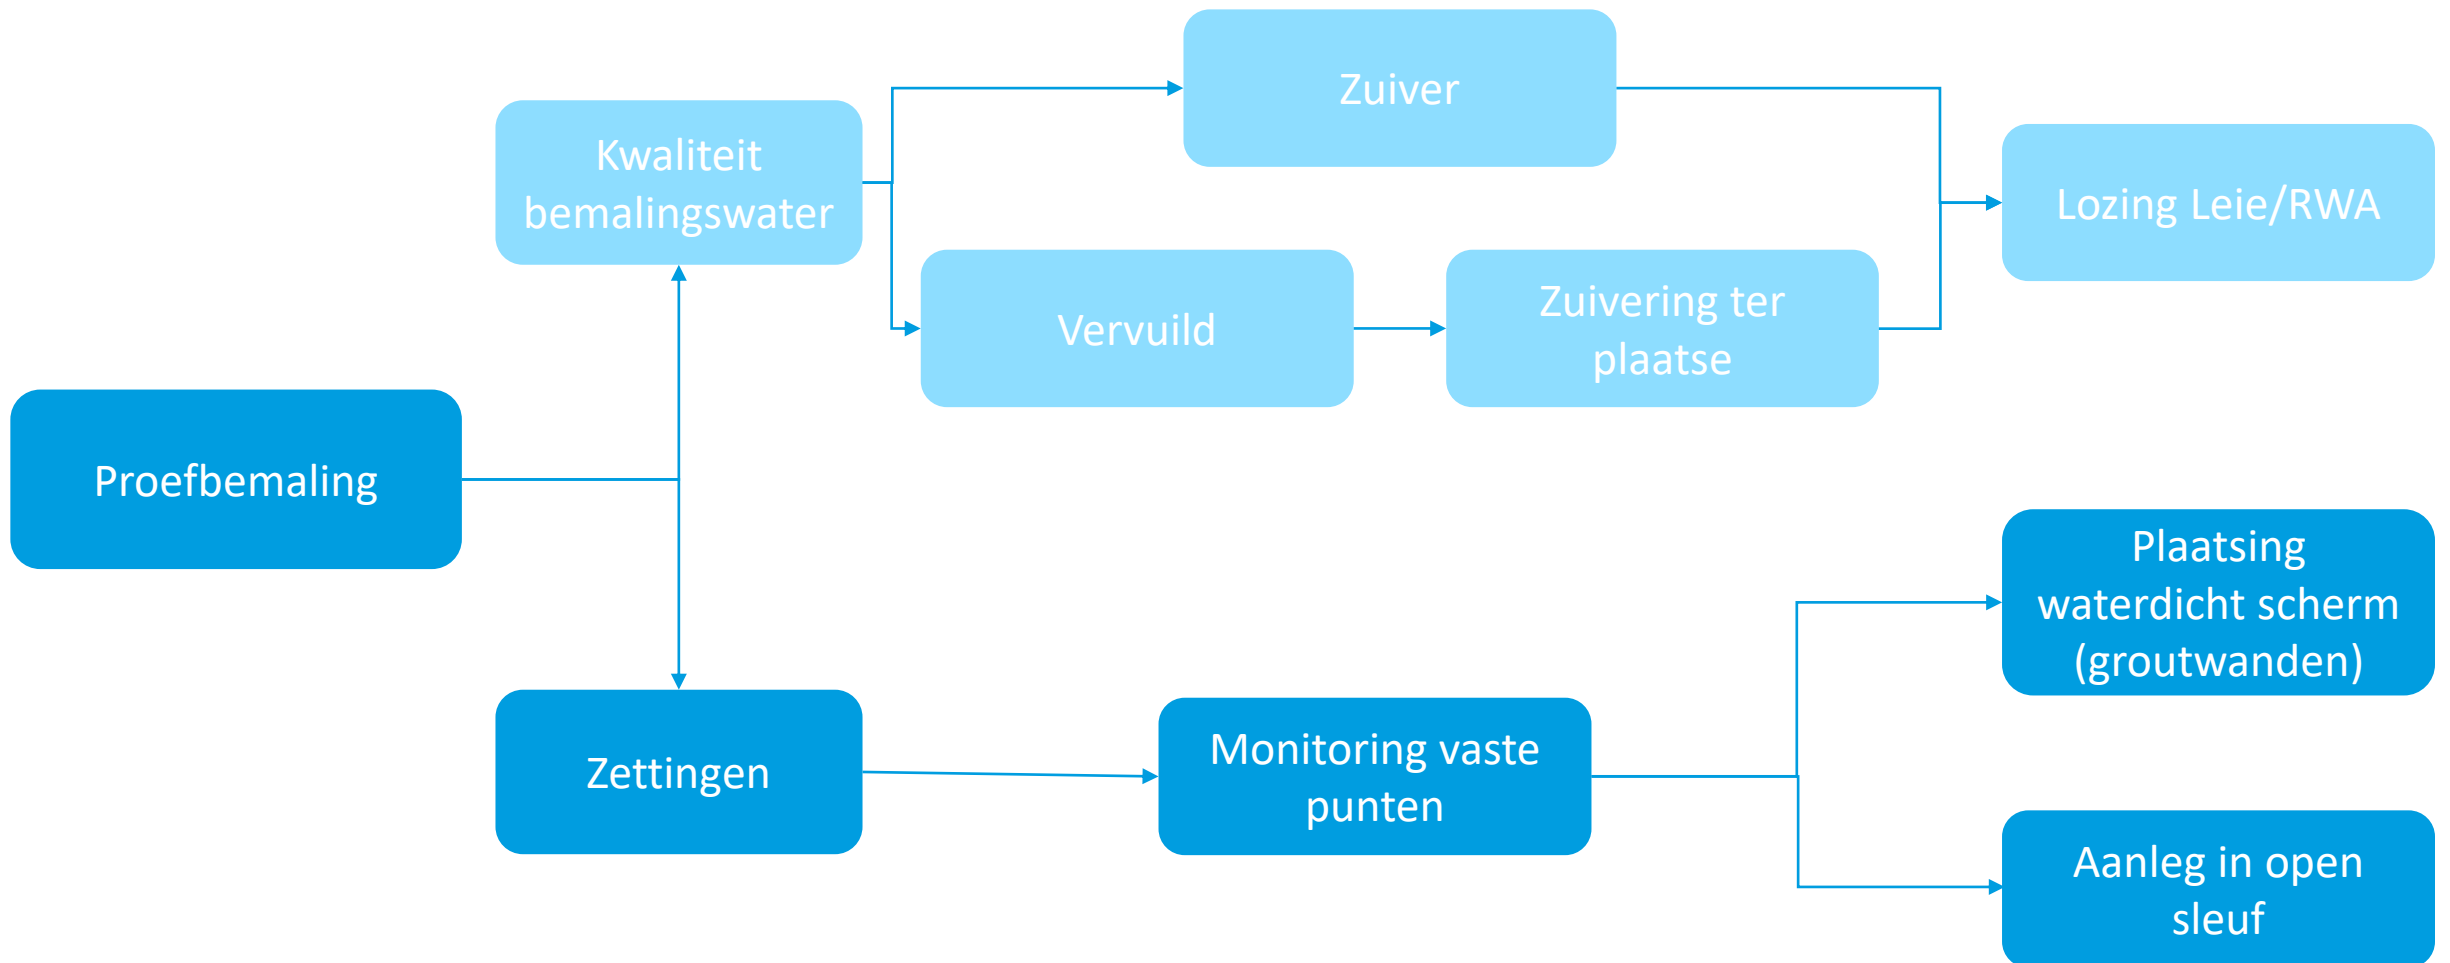 Proefbemaling
Kwaliteit
bemalingswater
Zuiver
Vervuild
Zuivering ter
plaatse
Lozing Leie/RWA
Zettingen
Monitoring vaste
punten
Plaatsing
waterdicht scherm
(groutwanden)
Aanleg in open
sleuf